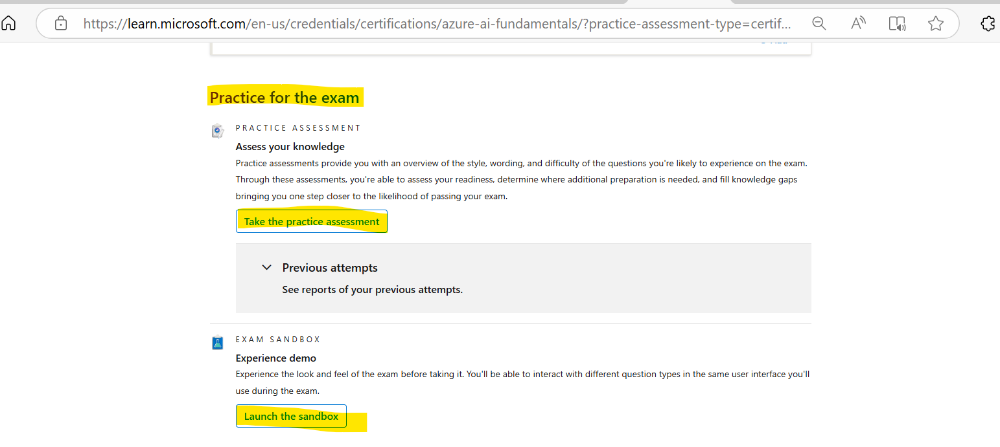 https://learn.microsoft.com/en-us/credentials/certifications/azure-ai-fundamentals/?practice-assessment-type=certif...
Practice for the exam
PRACTICE ASSESSMENT
Assess your knowledge
Practice assessments provide you with an overview of the style, wording, and difficulty of the questions you're likely to experience on the exam.
Through these assessments, you're able to assess your readiness, determine where additional preparation is needed, and fill knowledge gaps
bringing you one step closer to the likelihood of passing your exam.
Take the practice assessment
Previous attempts
See reports of your previous attempts.
EXAM SANDBOX
Experience demo
Experience the look and feel of the exam before taking it. You'll be able to interact with different question types in the same user interface you'll
use during the exam.
Launch the sandbox